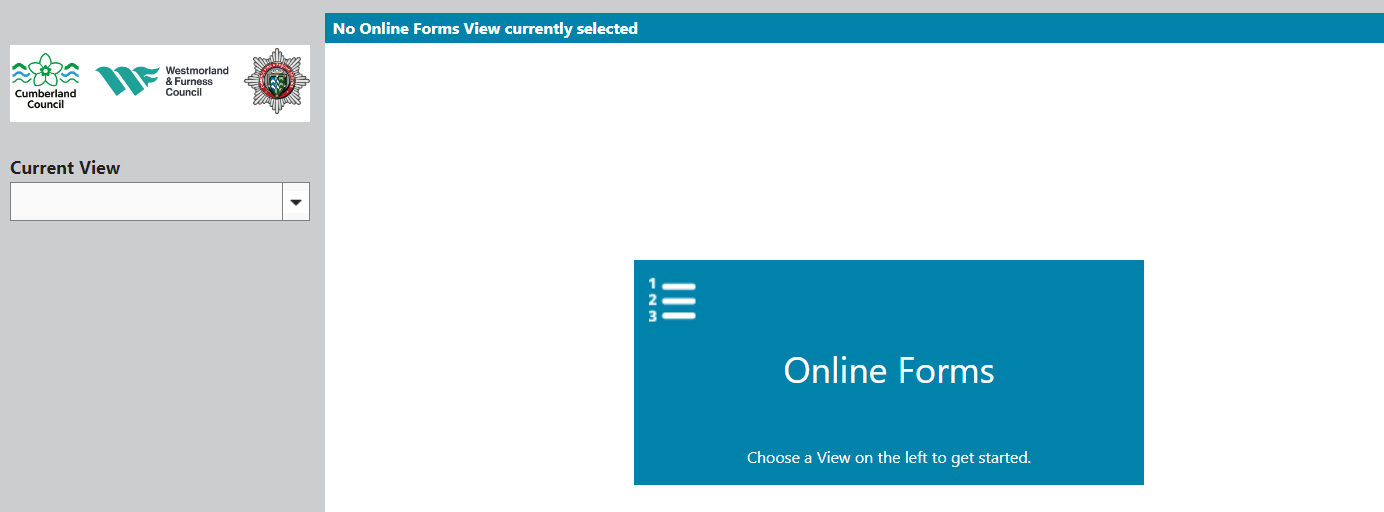 No Online Forms View currently selected
Cumberland
Council
Westmorland
& Furness
Council
Current View
1
2
3
Online Forms
Choose a View on the left to get started.